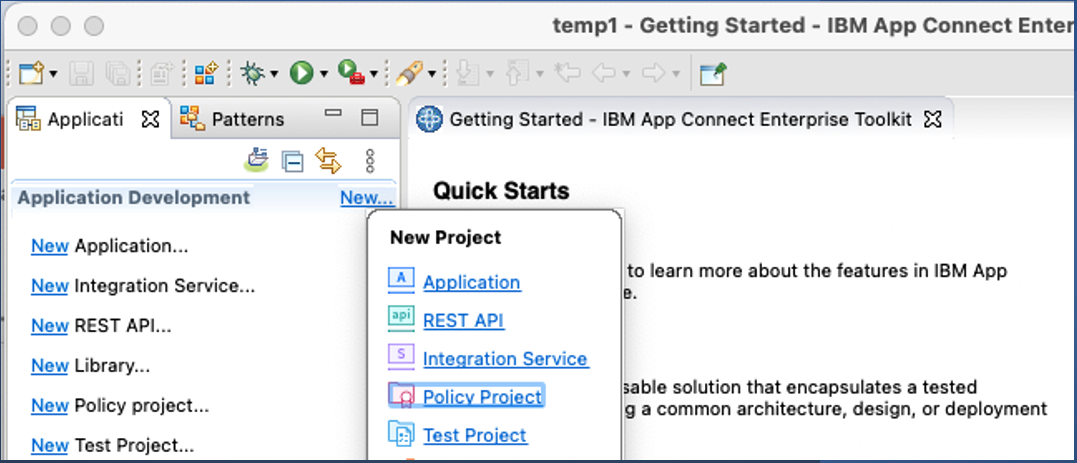 temp1 - Getting Started - IBM App Connect Enter
Applicati
Patterns
Getting Started - IBM App Connect Enterprise Toolkit
Application Development
New...
Quick Starts
New Application...
New Integration Service...
New REST API...
New Library...
New Policy project...
New Test Project...
New Project
A Application
api REST API
S Integration Service
Policy Project
Test Project
to learn more about the features in IBM App
e.
sable solution that encapsulates a tested
g a common architecture, design, or deployment